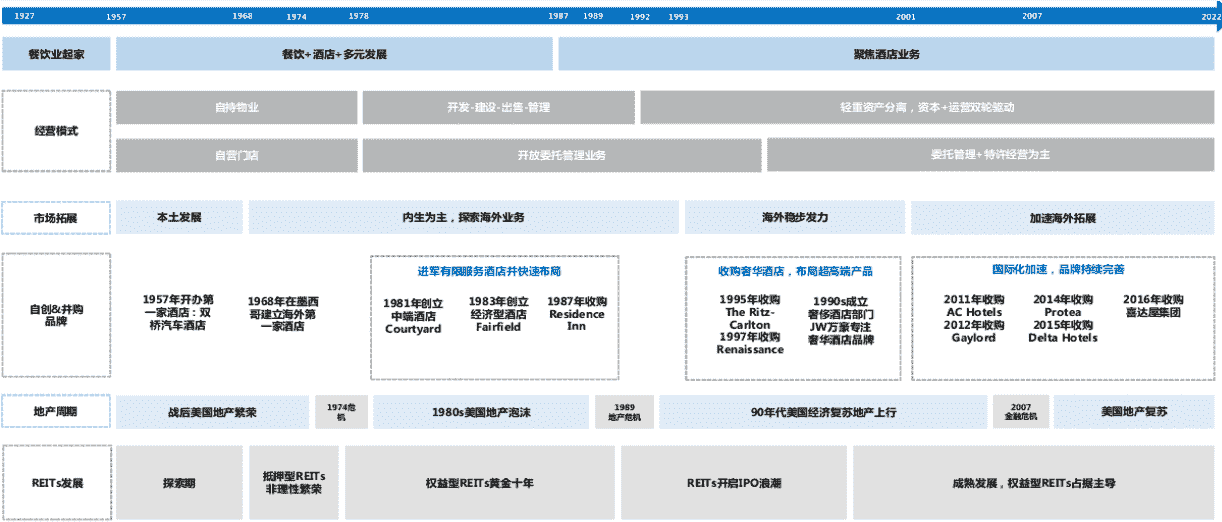 1927 1957 1968 1974 1978 1987 1989 1992 1993 2001 2007 2022
餐饮业起家 餐饮+酒店+多元发展 聚焦酒店业务
经营模式
自持物业 开发-建设-出售-管理 轻重资产分离，资本+运营双轮驱动
自营门店 开放委托管理业务 委托管理+特许经营为主
市场拓展 本土发展 内生为主，探索海外业务 海外稳步发力 加速海外拓展
自创&并购
品牌
1957年开办第
一家酒店：双
桥汽车酒店
1968年在墨西
哥建立海外第
一家酒店
进军有限服务酒店并快速布局
1981年创立
中端酒店
Courtyard
1983年创立
经济型酒店
Fairfield
1987年收购
Residence
Inn
收购奢华酒店，布局超高端产品
1995年收购
The Ritz-
Carlton
1997年收购
Renaissance
1990s成立
奢侈酒店部门
JW万豪专注
奢华酒店品牌
国际化加速，品牌持续完善
2011年收购
AC Hotels
2012年收购
Gaylord
2014年收购
Protea
2015年收购
Delta Hotels
2016年收购
喜达屋集团
地产周期 战后美国地产繁荣
1974危
机
1980s美国地产泡沫
1989
地产危机
90年代美国经济复苏地产上行
2007
金融危机
美国地产复苏
REITs发展 探索期
抵押型REITs
非理性繁荣
权益型REITs黄金十年 REITs开启IPO浪潮 成熟发展，权益型REITs占据主导